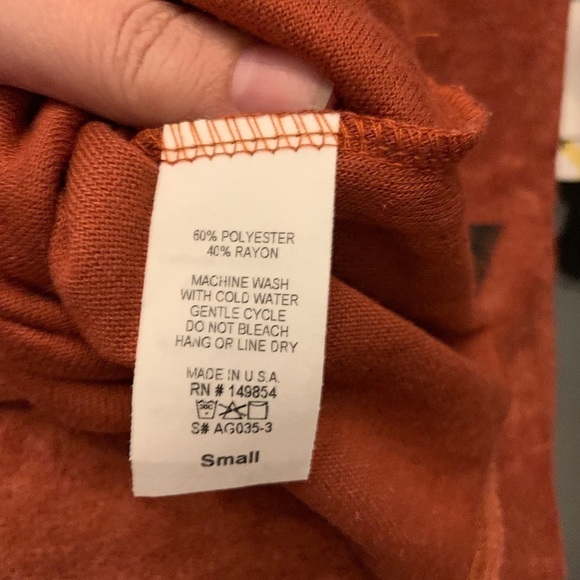 60% POLYESTER
40% RAYON
MACHINE WASH
WITH COLD WATER
GENTLE CYCLE
DO NOT BLEACH
HANG OR LINE DRY
MADE IN U.S.A.
RN # 149854
S# AG035-3
Small